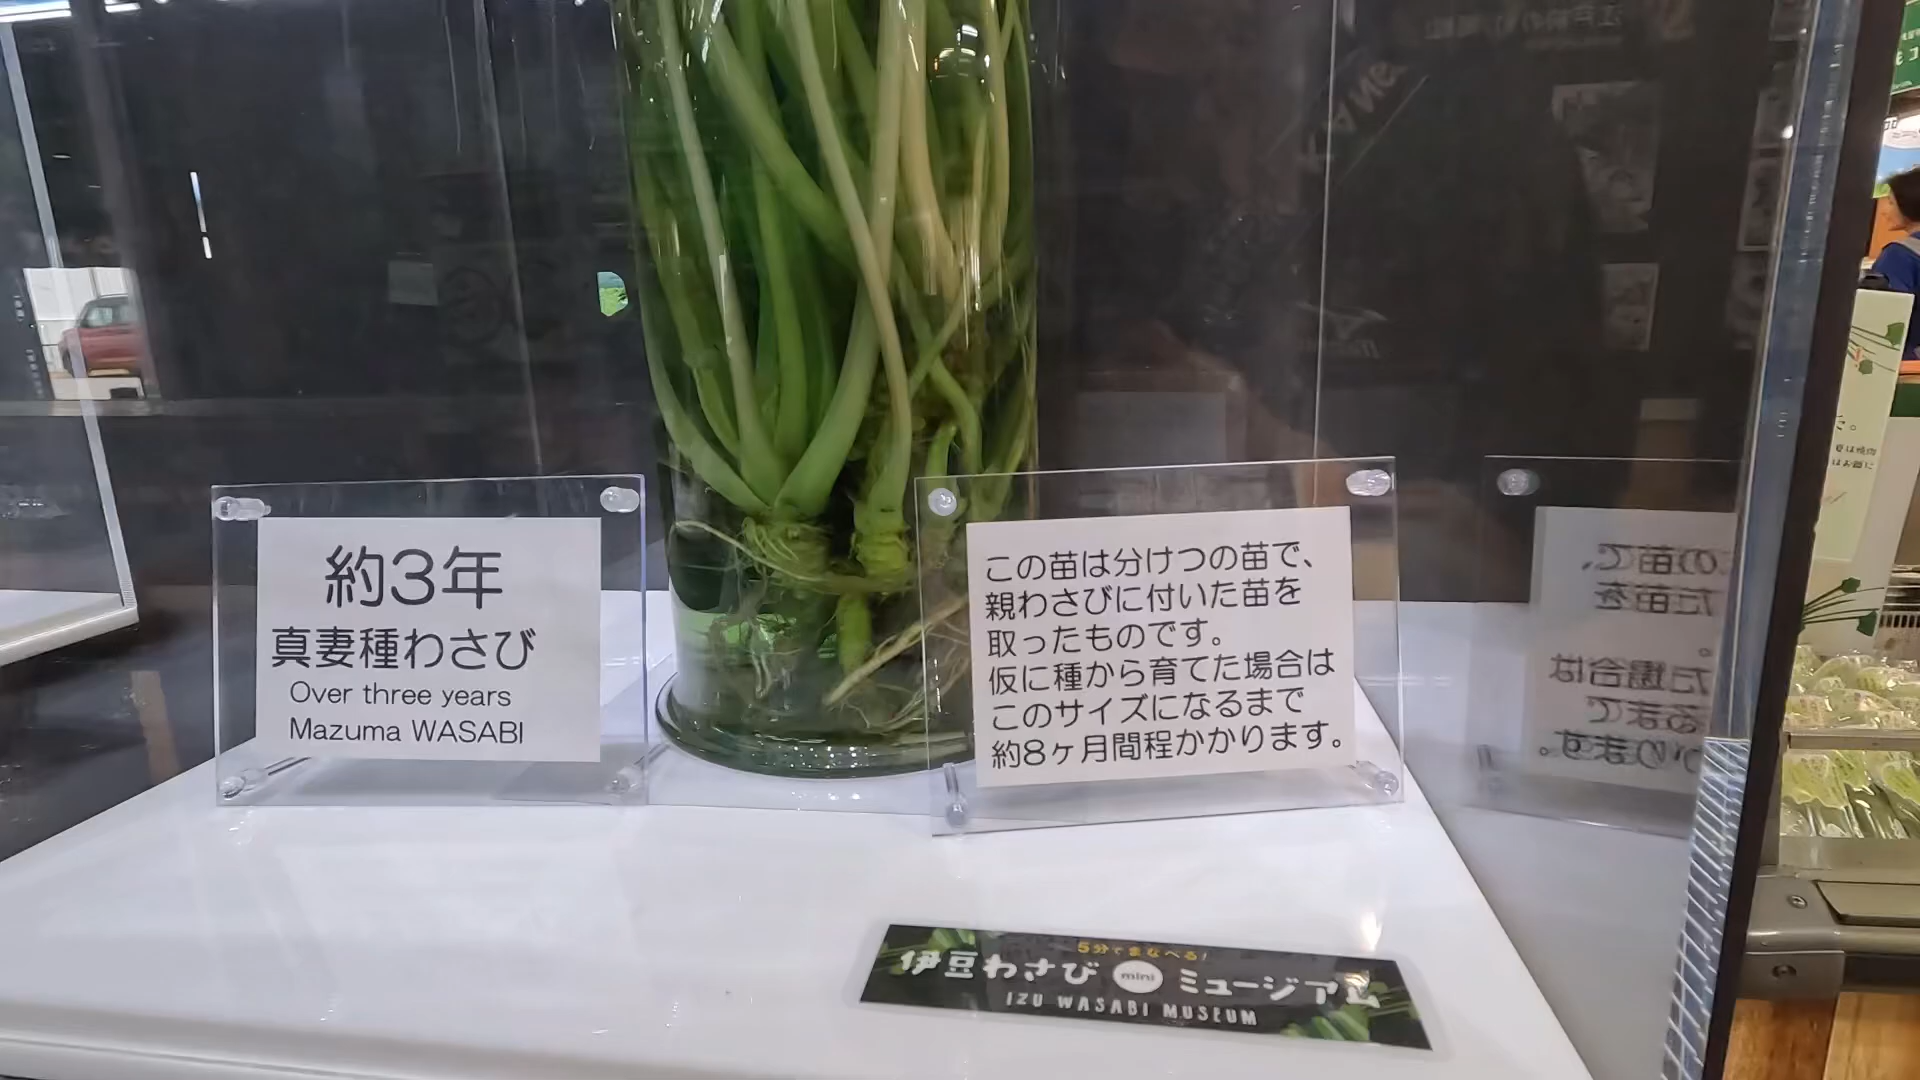 約3年
真妻種わさび
Over three years
Mazuma WASABI
この苗は分けつの苗で、
親わさびに付いた苗を
取ったものです。
仮に種から育てた場合は
このサイズになるまで
約8ヶ月間程かかります。
5分でまなべる!
伊豆わさび mini ミュージアム
IZU WASABI MUSEUM